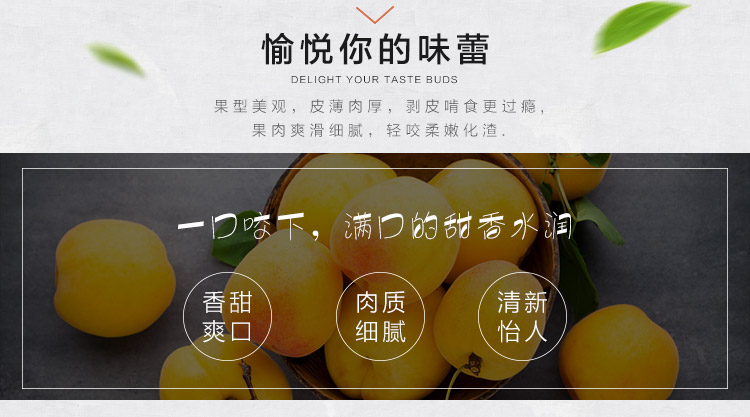 愉悦你的味蕾
DELIGHT YOUR TASTE BUDS
果型美观，皮薄肉厚，剥皮啃食更过瘾，
果肉爽滑细腻，轻咬柔嫩化渣.
一口咬下，满口的甜香水润
香甜
爽口
肉质
细腻
清新
怡人